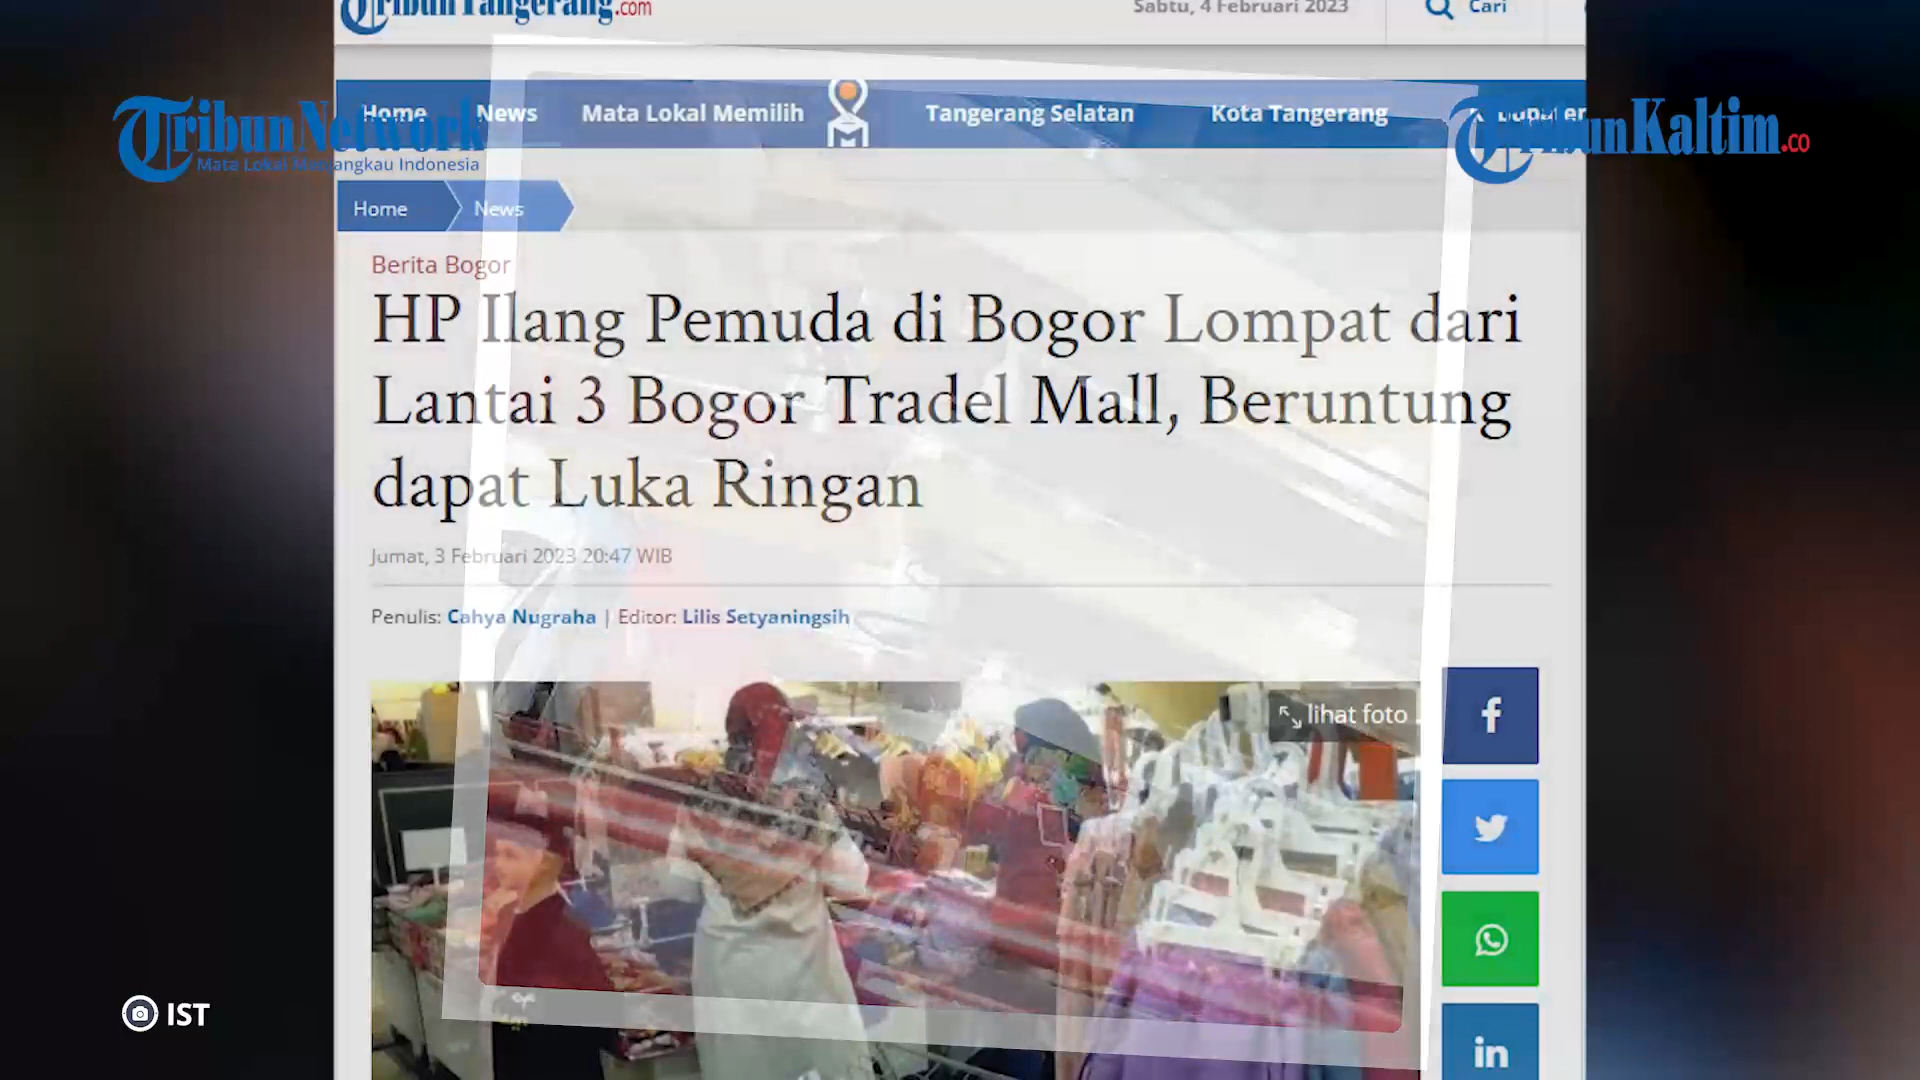 TribunTangerang.com
Sabtu, 4 Februari 2023
Cari
Home News Mata Lokal Memilih Tangerang Selatan Kota Tangerang
TribunNetwork
Mata Lokal Menjangkau Indonesia
TribunKaltim.co
Home News
Berita Bogor
HP Ilang Pemuda di Bogor Lompat dari
Lantai 3 Bogor Tradel Mall, Beruntung
dapat Luka Ringan
Jumat, 3 Februari 2023 20:47 WIB
Penulis: Cahya Nugraha | Editor: Lilis Setyaningsih
lihat foto
IST